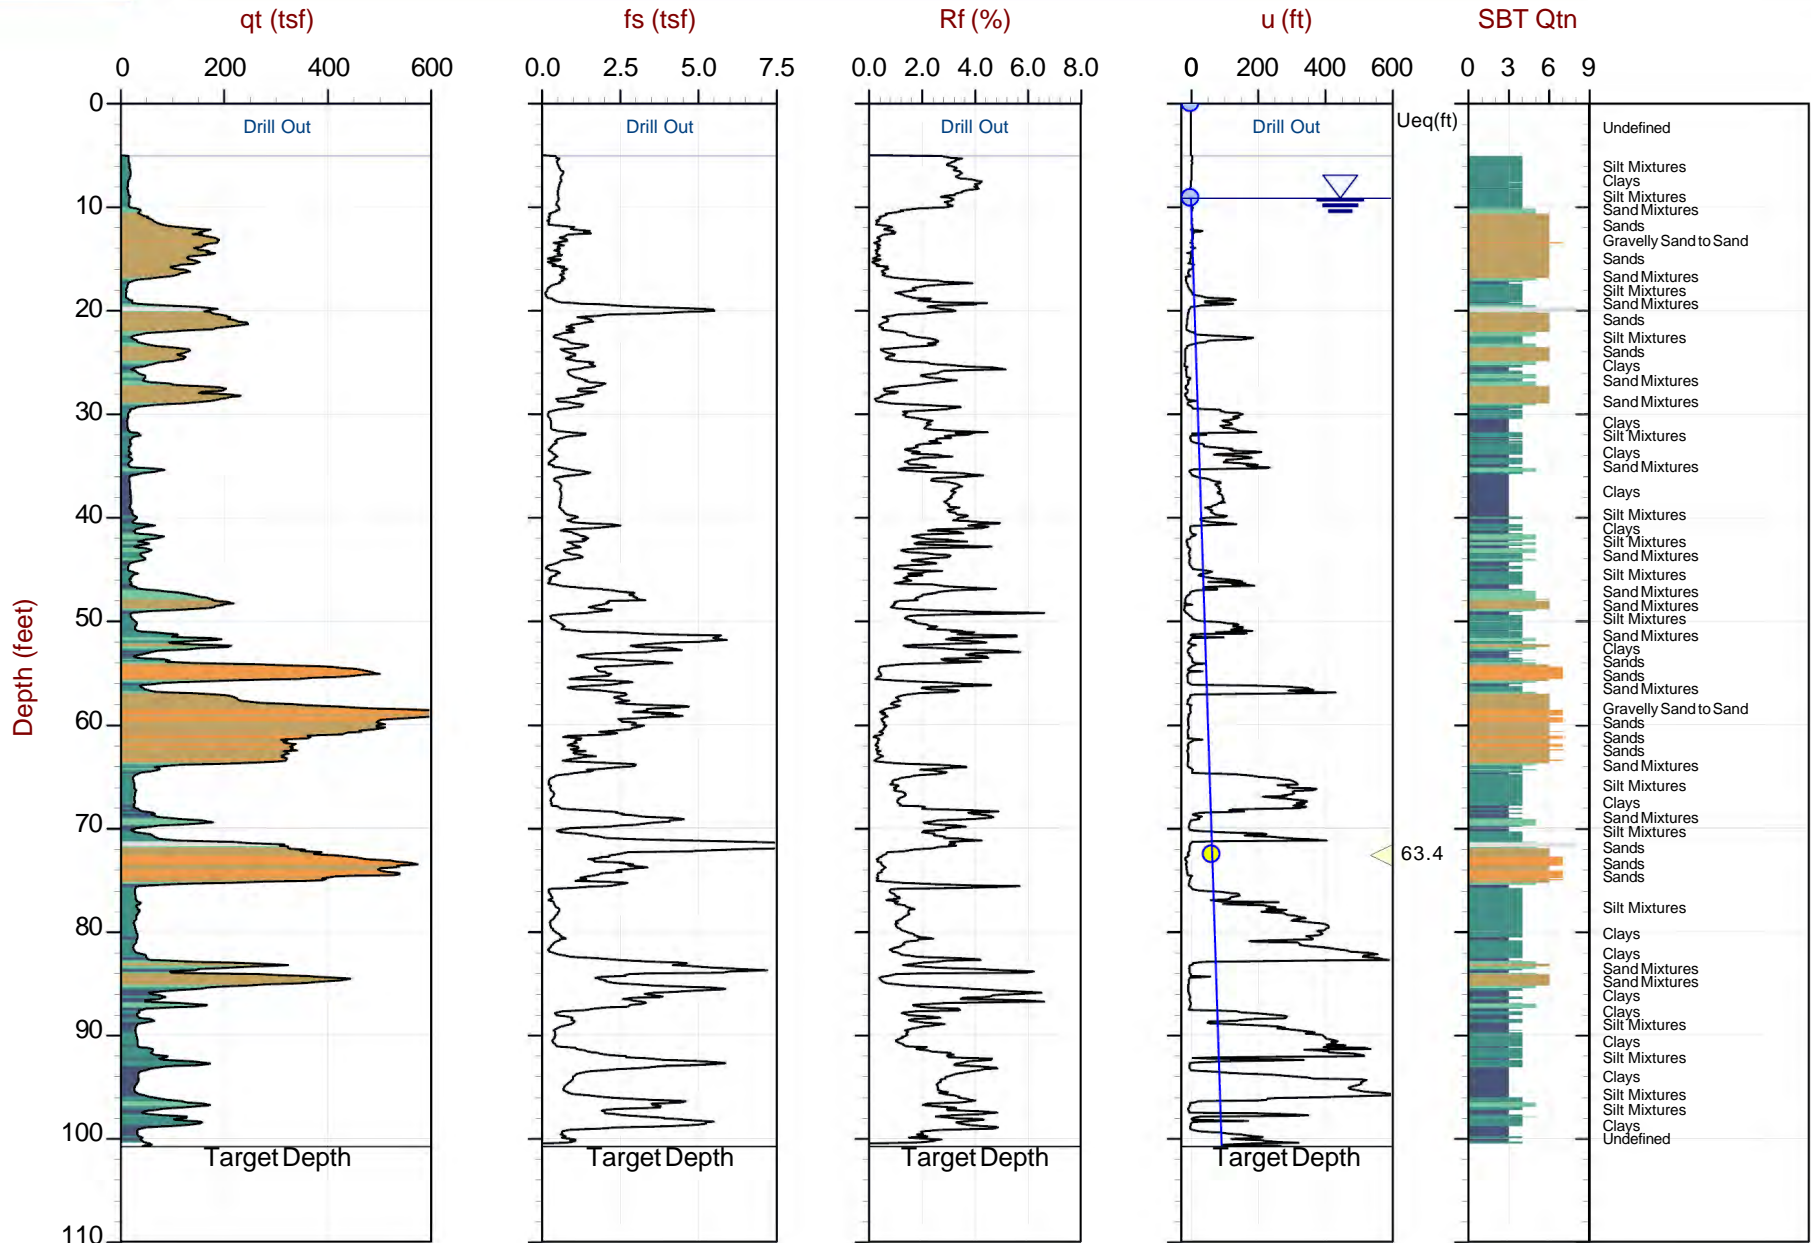 qt (tsf) fs (tsf) Rf (%) u (ft) SBT Qtn
0 200 400 600 0.0 2.5 5.0 7.5 0.0 2.0 4.0 6.0 8.0 0 200 400 600 0 3 6 9
0
Drill Out Drill Out Drill Out Drill Out Ueq(ft) Undefined
Silt Mixtures
Clays
Silt Mixtures
10
Sand Mixtures
Sands
Gravelly Sand to Sand
Sands
Sand Mixtures
Silt Mixtures
Sand Mixtures
20
Sands
Silt Mixtures
Sands
Clays
Sand Mixtures
Sand Mixtures
30
Clays
Silt Mixtures
Clays
Sand Mixtures
Clays
40
Silt Mixtures
Clays
Silt Mixtures
Sand Mixtures
Silt Mixtures
Sand Mixtures
Sand Mixtures
Silt Mixtures
50
Sand Mixtures
Clays
Sands
Sands
Sand Mixtures
Gravelly Sand to Sand
60
Sands
Sands
Sands
Sand Mixtures
Silt Mixtures
Clays
Sand Mixtures
70
Silt Mixtures
Sands
63.4
Sands
Sands
Silt Mixtures
80
Clays
Clays
Sand Mixtures
Sand Mixtures
Clays
Clays
Silt Mixtures
90
Clays
Silt Mixtures
Clays
Silt Mixtures
Silt Mixtures
Clays
100
Undefined
Target Depth Target Depth Target Depth Target Depth
110
Depth (feet)